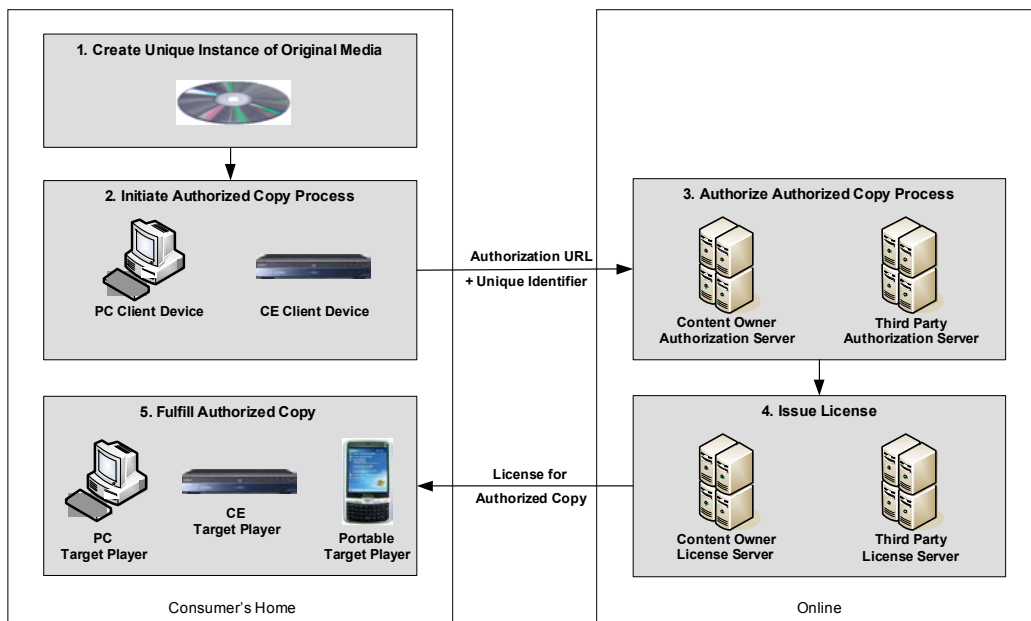 1. Create Unique Instance of Original Media
2. Initiate Authorized Copy Process
PC Client Device
CE Client Device
Authorization URL
+ Unique Identifier
3. Authorize Authorized Copy Process
Content Owner
Authorization Server
Third Party
Authorization Server
4. Issue License
Content Owner
License Server
Third Party
License Server
License for
Authorized Copy
5. Fulfill Authorized Copy
PC
Target Player
CE
Target Player
Portable
Target Player
Consumer's Home
Online